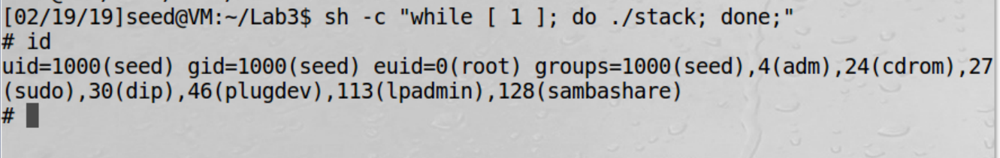 [02/19/19]seed@VM:~/Lab3$ sh -c "while [ 1 ]; do ./stack; done;"
# id
uid=1000(seed) gid=1000(seed) euid=0(root) groups=1000(seed),4(adm),24(cdrom),27
(sudo),30(dip),46(plugdev),113(lpadmin),128(sambashare)
#